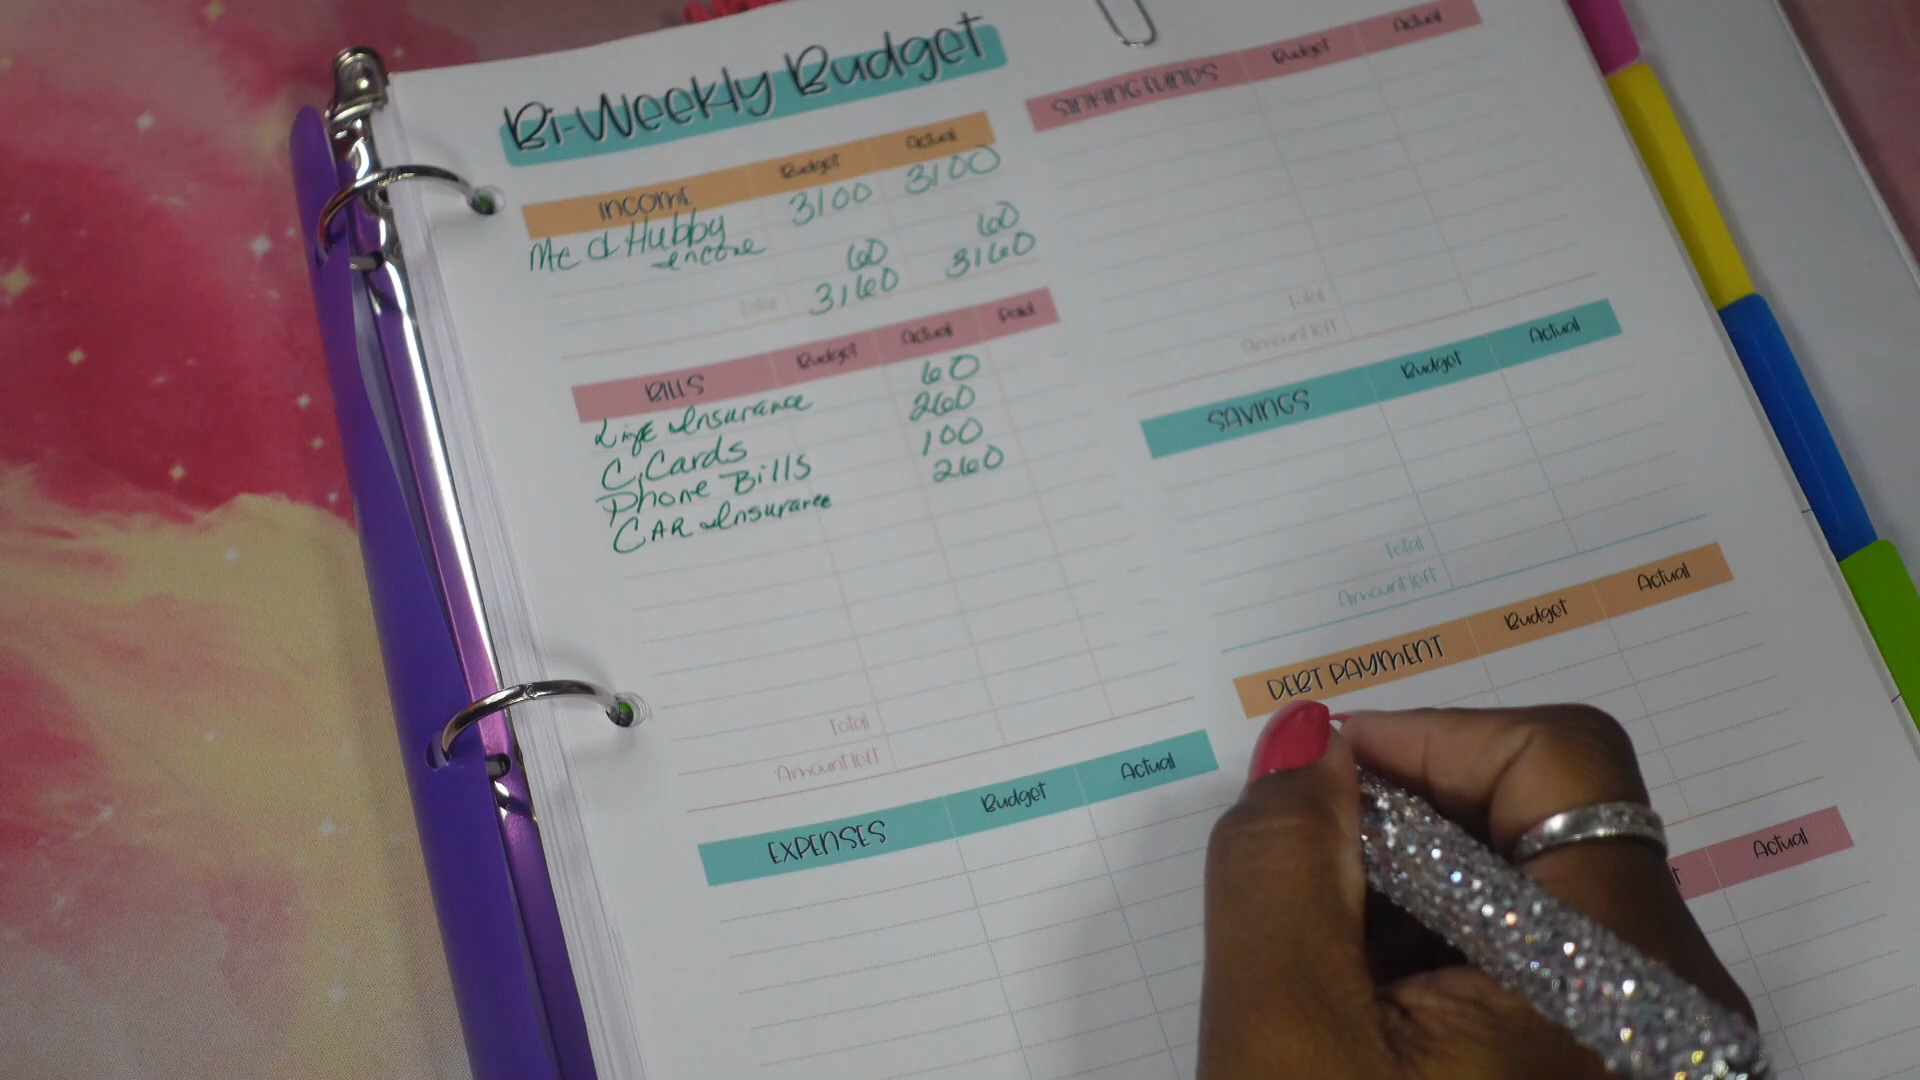 Bi-Weekly Budget
INCOME Budget Actual
Me & Hubby 3100 3100
income 60 60
Total 3160 3160
BILLS Budget Actual Paid
Life Insurance 60
C. Cards 260
Phone Bills 100
CAR Insurance 260
Total
Amount left
EXPENSES Budget Actual
SINKING FUNDS Budget Actual
Total
Amount left
SAVINGS Budget Actual
Total
Amount left
DEBT PAYMENT Budget Actual
Actual